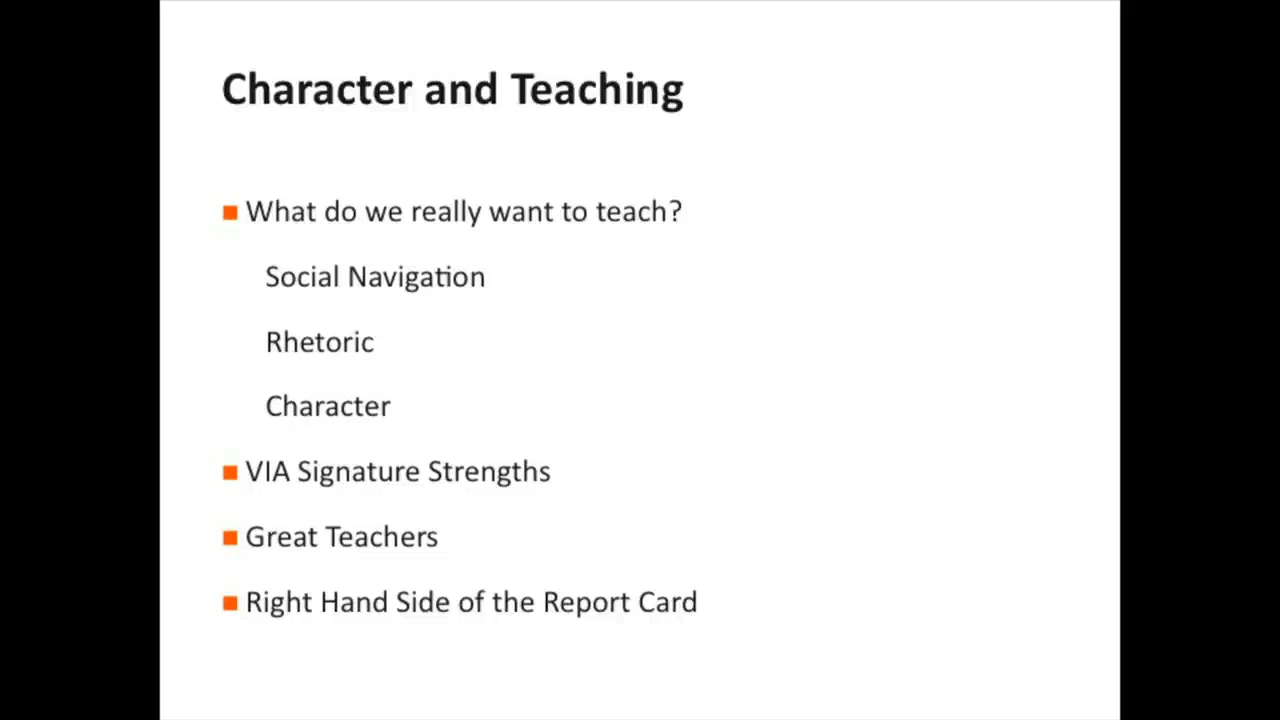 Character and Teaching
What do we really want to teach?
Social Navigation
Rhetoric
Character
VIA Signature Strengths
Great Teachers
Right Hand Side of the Report Card